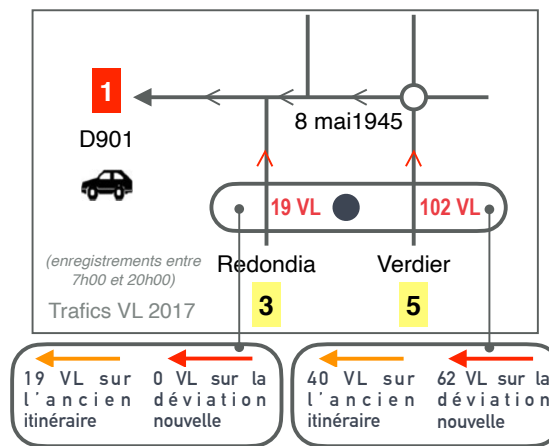 1
8 mai1945
D901
19 VL
102 VL
(enregistrements entre
7h00 et 20h00)
Redondia
Verdier
Trafics VL 2017
3
5
19 VL sur
l'ancien
itinéraire
0 VL sur la
déviation
nouvelle
40 VL sur
l'ancien
itinéraire
62 VL sur la
déviation
nouvelle